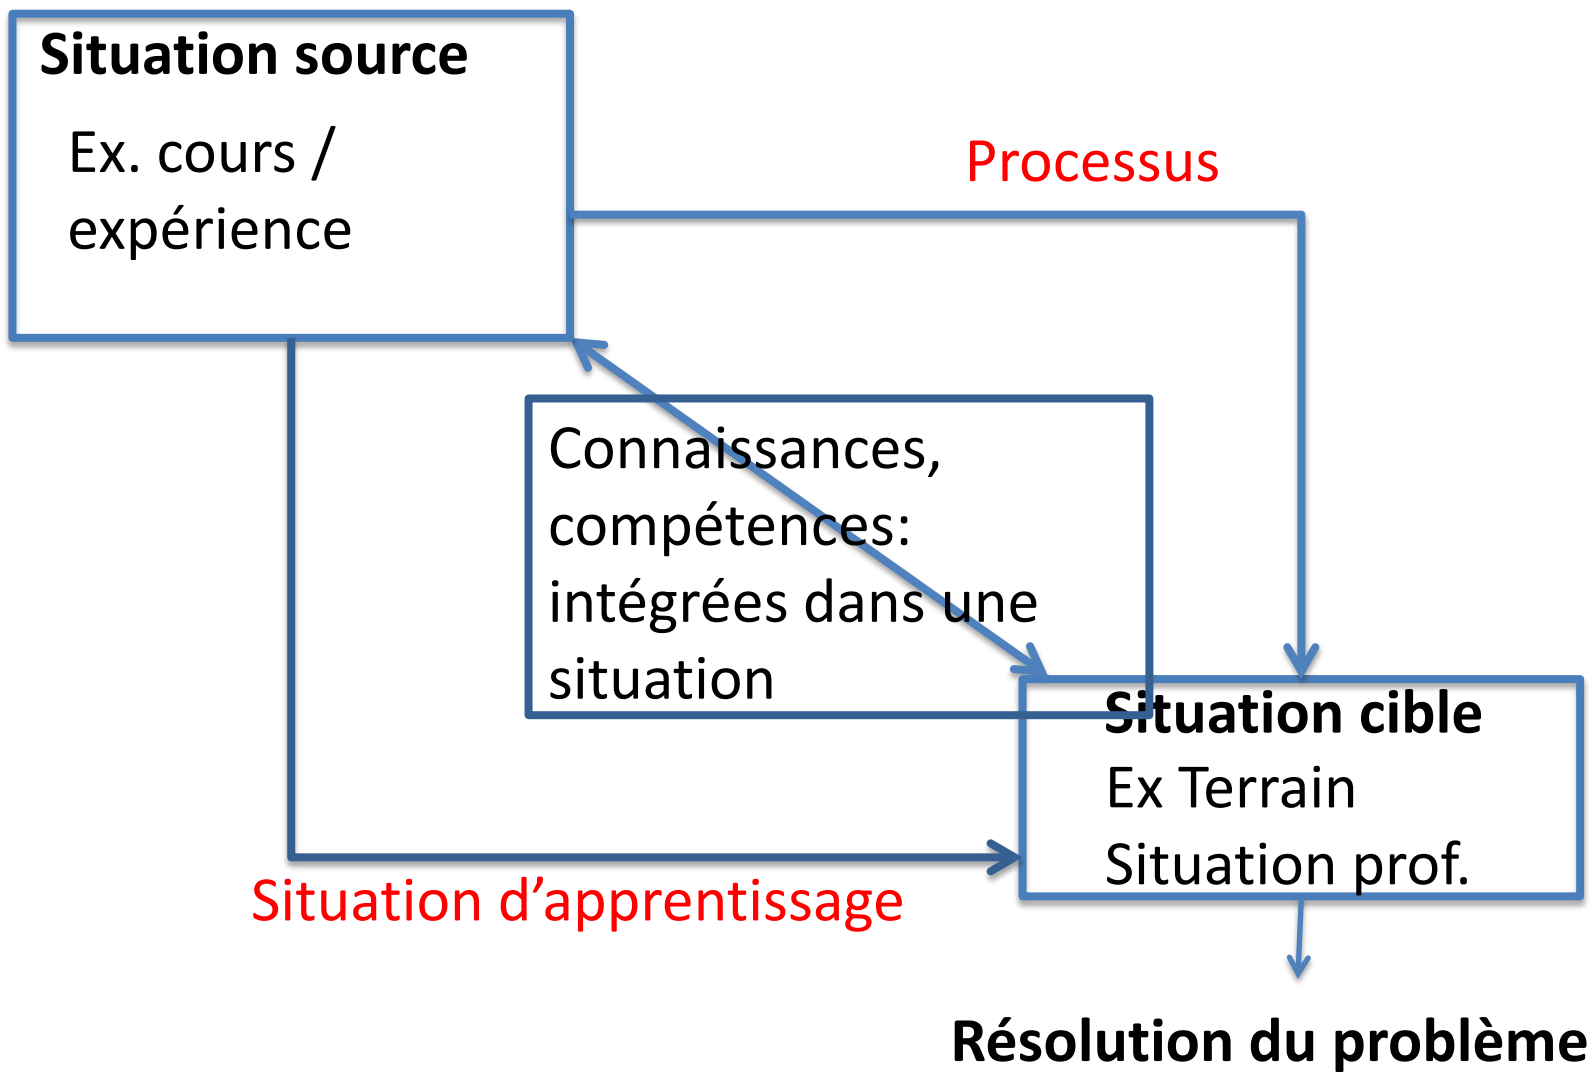 Situation source
Ex. cours /
expérience
Processus
Connaissances,
compétences:
intégrées dans une
situation
Situation cible
Ex Terrain
Situation prof.
Situation d’apprentissage
Résolution du problème